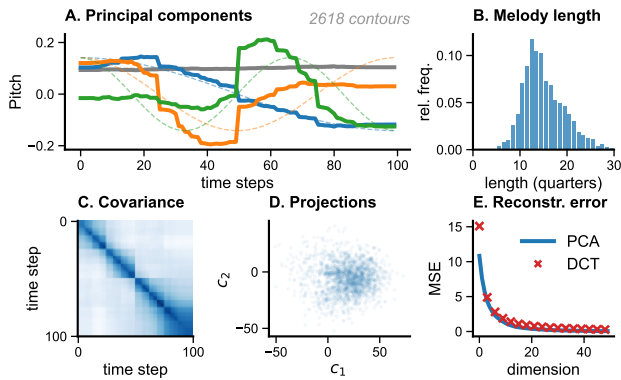 A. Principal components
2618 contours
Pitch
0.2
0.0
−0.2
0 20 40 60 80 100
time steps
B. Melody length
rel. freq.
0.10
0.05
0.00
0 10 20 30
length (quarters)
C. Covariance
time step
0
100
0 100
time step
D. Projections
c₂
0
−50
−50 0 50
c₁
E. Reconstr. error
MSE
15
10
5
0
PCA
DCT
0 20 40
dimension